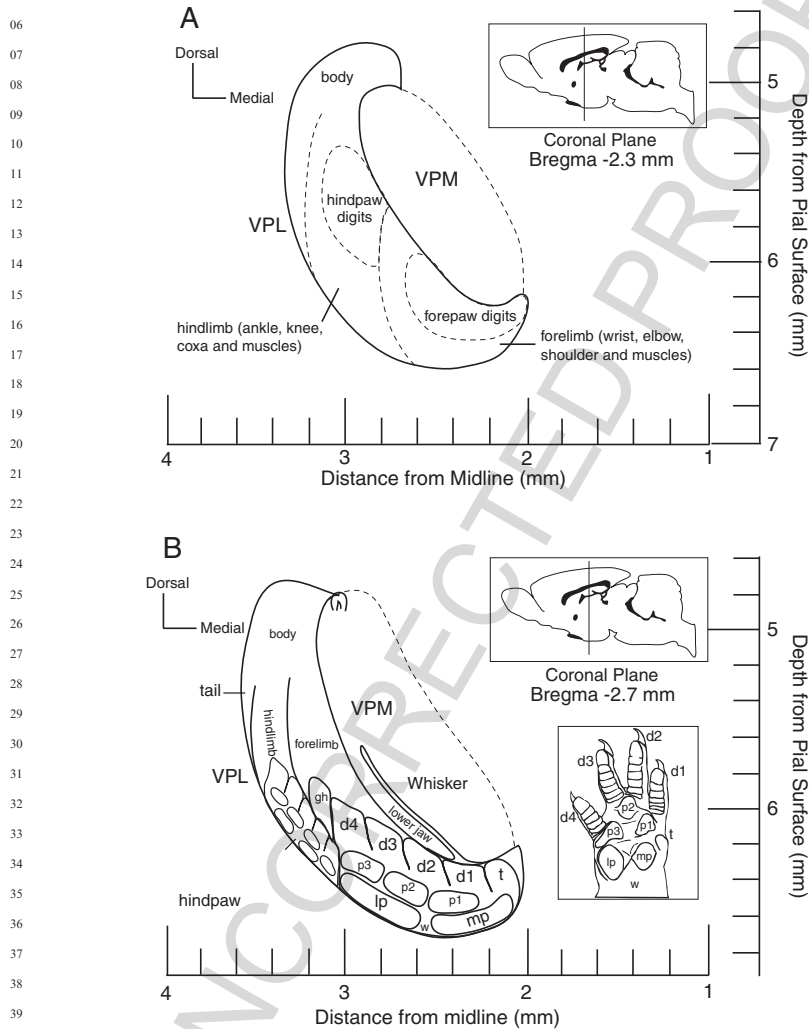 06
07
08
09
10
11
12
13
14
15
16
17
18
19
20
21
22
23
24
25
26
27
28
29
30
31
32
33
34
35
36
37
38
39
A
Dorsal
Medial
body
VPM
VPL
hindpaw
digits
forepaw digits
hindlimb (ankle, knee,
coxa and muscles)
forelimb (wrist, elbow,
shoulder and muscles)
Coronal Plane
Bregma -2.3 mm
5
6
7
Depth from Pial Surface (mm)
4
3
2
1
Distance from Midline (mm)
B
Dorsal
Medial
body
tail
hindlimb
forelimb
VPM
VPL
Whisker
lower jaw
gh
d4
d3
d2
d1
t
p3
p2
p1
lp
w
mp
hindpaw
Coronal Plane
Bregma -2.7 mm
d2
d3
d1
d4
p2
p3
p1
t
lp
mp
w
5
6
Depth from Pial Surface (mm)
4
3
2
1
Distance from midline (mm)
UNCORRECTED PROOF